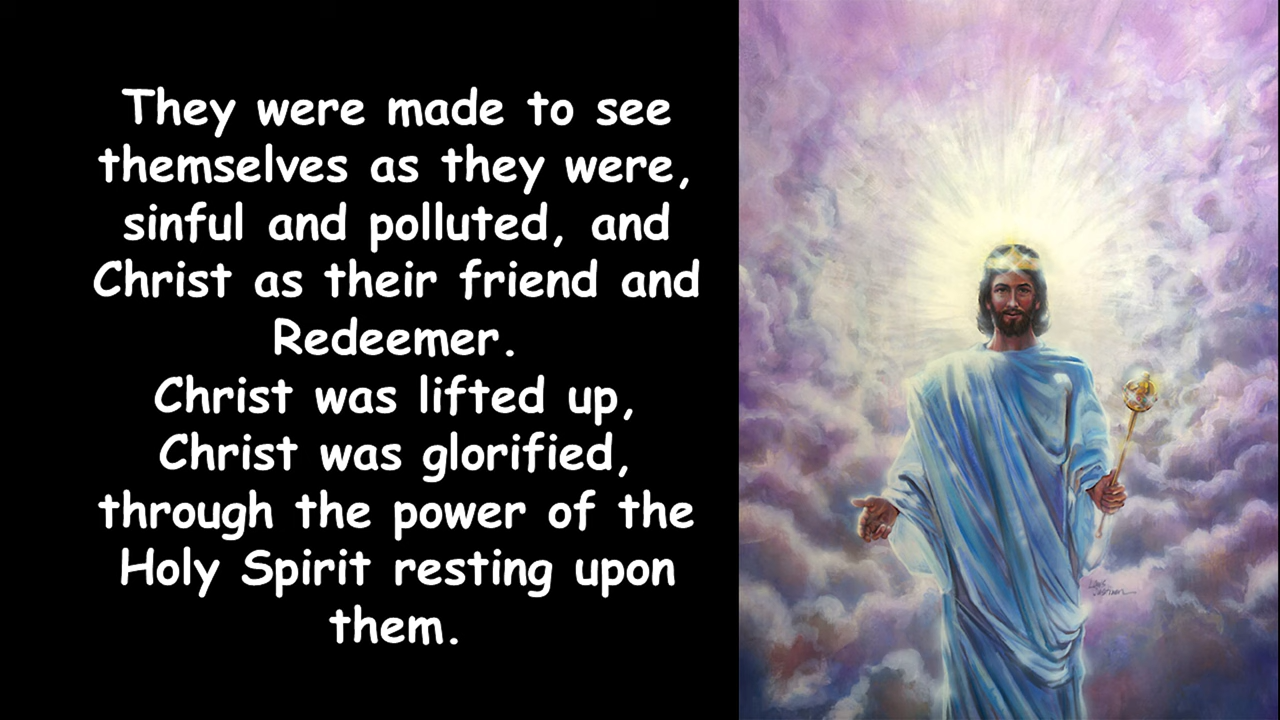 They were made to see
themselves as they were,
sinful and polluted, and
Christ as their friend and
Redeemer.
Christ was lifted up,
Christ was glorified,
through the power of the
Holy Spirit resting upon
them.